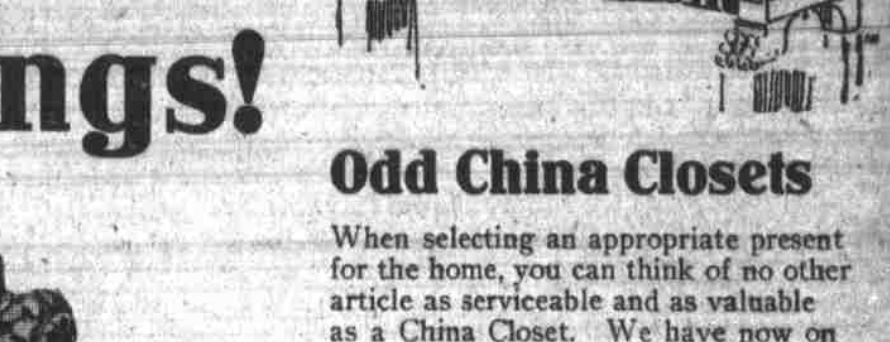 ngs!
Odd China Closets
When selecting an appropriate present
for the home, you can think of no other
article as serviceable and as valuable
as a China Closet. We have now on